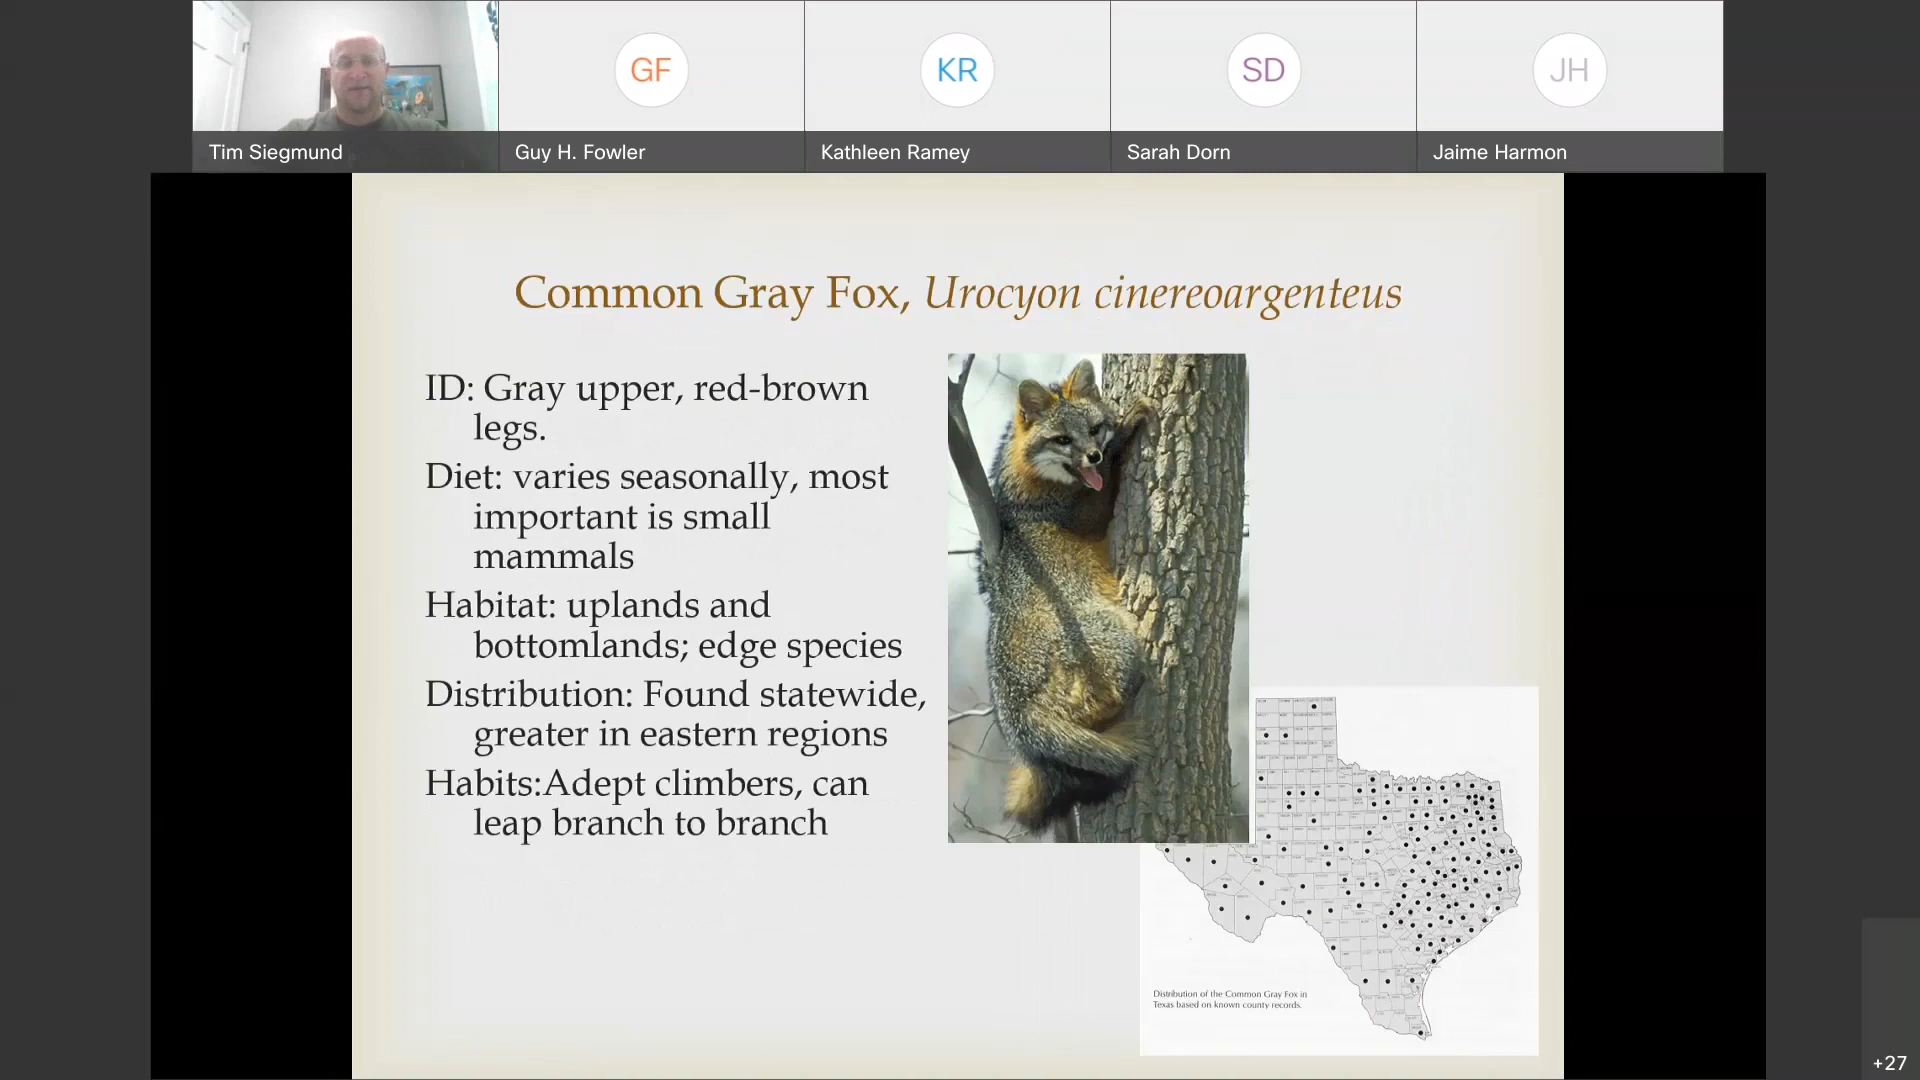 GF
KR
SD
JH
Tim Siegmund
Guy H. Fowler
Kathleen Ramey
Sarah Dorn
Jaime Harmon
Common Gray Fox, Urocyon cinereoargenteus
ID: Gray upper, red-brown
legs.
Diet: varies seasonally, most
important is small
mammals
Habitat: uplands and
bottomlands; edge species
Distribution: Found statewide,
greater in eastern regions
Habits:Adept climbers, can
leap branch to branch
Distribution of the Common Gray Fox in
Texas based on known county records.
+27